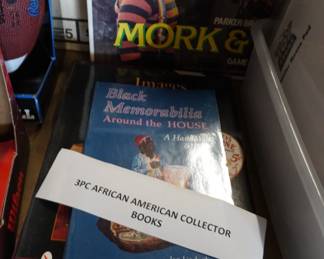 PARKER BR
MORK &
GAME
Images
Black
Memorabilia
Around the HOUSE
A Handbook
3PC AFRICAN AMERICAN COLLECTOR
BOOKS